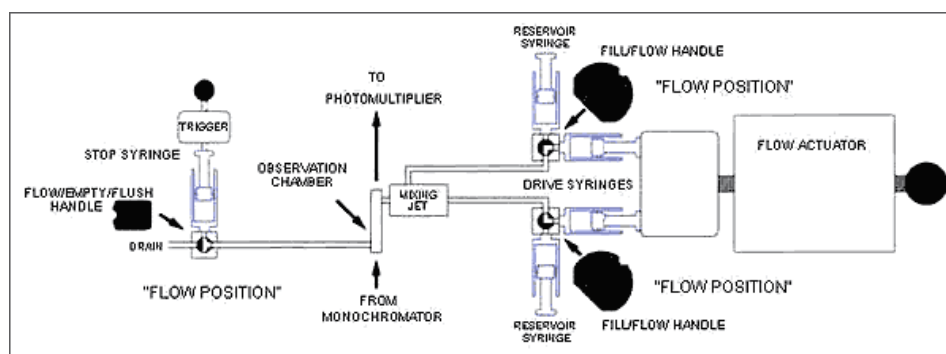 RESERVOIR
SYRINGE
FILL/FLOW HANDLE
"FLOW POSITION"
TO
PHOTOMULTIPLIER
TRIGGER
STOP SYRINGE
FLOW/EMPTY/FLUSH
HANDLE
OBSERVATION
CHAMBER
MIXING
JET
DRIVE SYRINGES
FLOW ACTUATOR
DRAIN
"FLOW POSITION"
FROM
MONOCHROMATOR
"FLOW POSITION"
RESERVOIR
SYRINGE
FILL/FLOW HANDLE